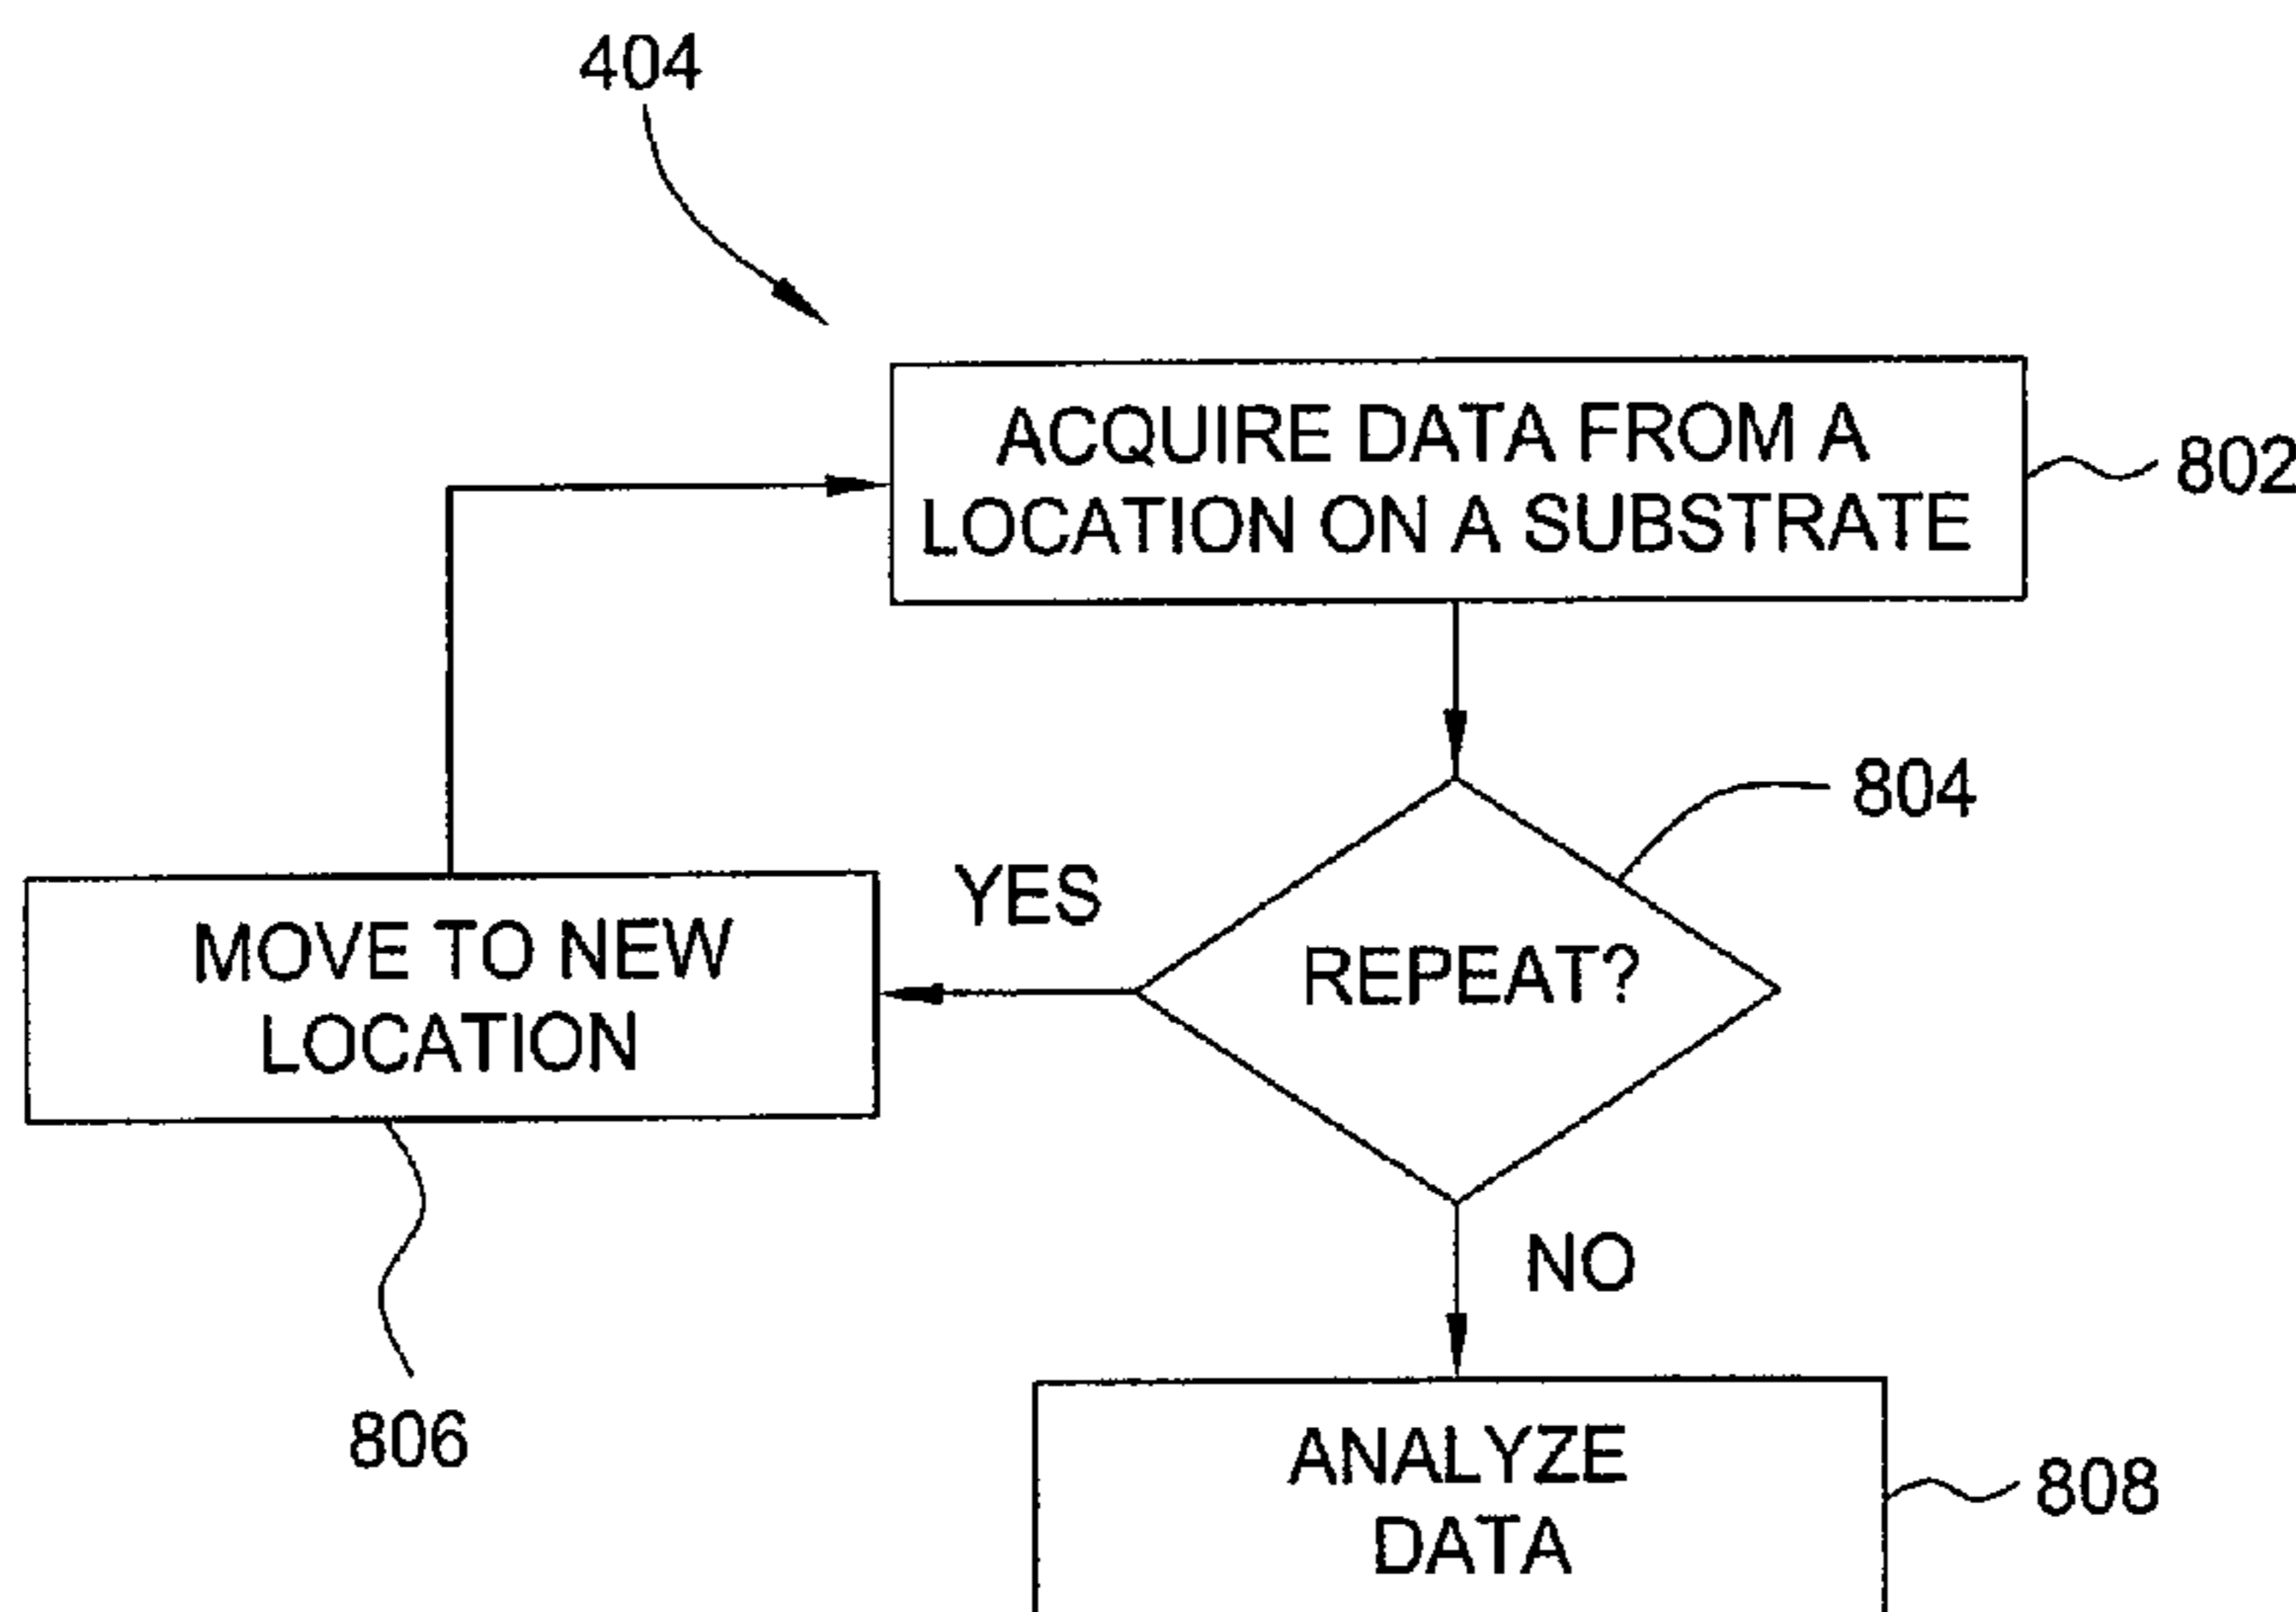 404
ACQUIRE DATA FROM A
LOCATION ON A SUBSTRATE
802
804
YES
REPEAT?
MOVE TO NEW
LOCATION
NO
806
ANALYZE
DATA
808